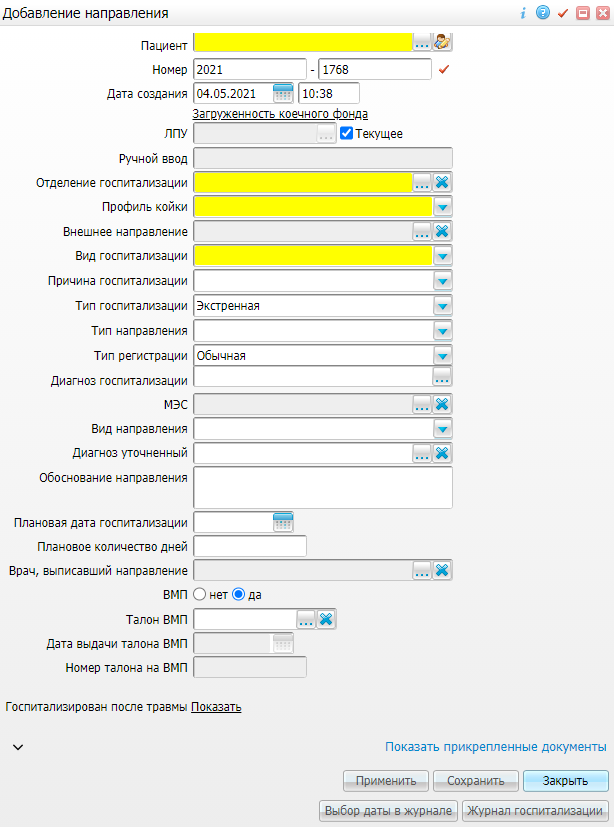 Добавление направления
Пациент
Номер 2021 - 1768
Дата создания 04.05.2021 10:38
Загруженность коечного фонда
ЛПУ Текущее
Ручной ввод
Отделение госпитализации
Профиль койки
Внешнее направление
Вид госпитализации
Причина госпитализации
Тип госпитализации Экстренная
Тип направления
Тип регистрации Обычная
Диагноз госпитализации
МЭС
Вид направления
Диагноз уточненный
Обоснование направления
Плановая дата госпитализации
Плановое количество дней
Врач, выписавший направление
ВМП нет да
Талон ВМП
Дата выдачи талона ВМП
Номер талона на ВМП
Госпитализирован после травмы Показать
Показать прикрепленные документы
Применить Сохранить Закрыть
Выбор даты в журнале Журнал госпитализации